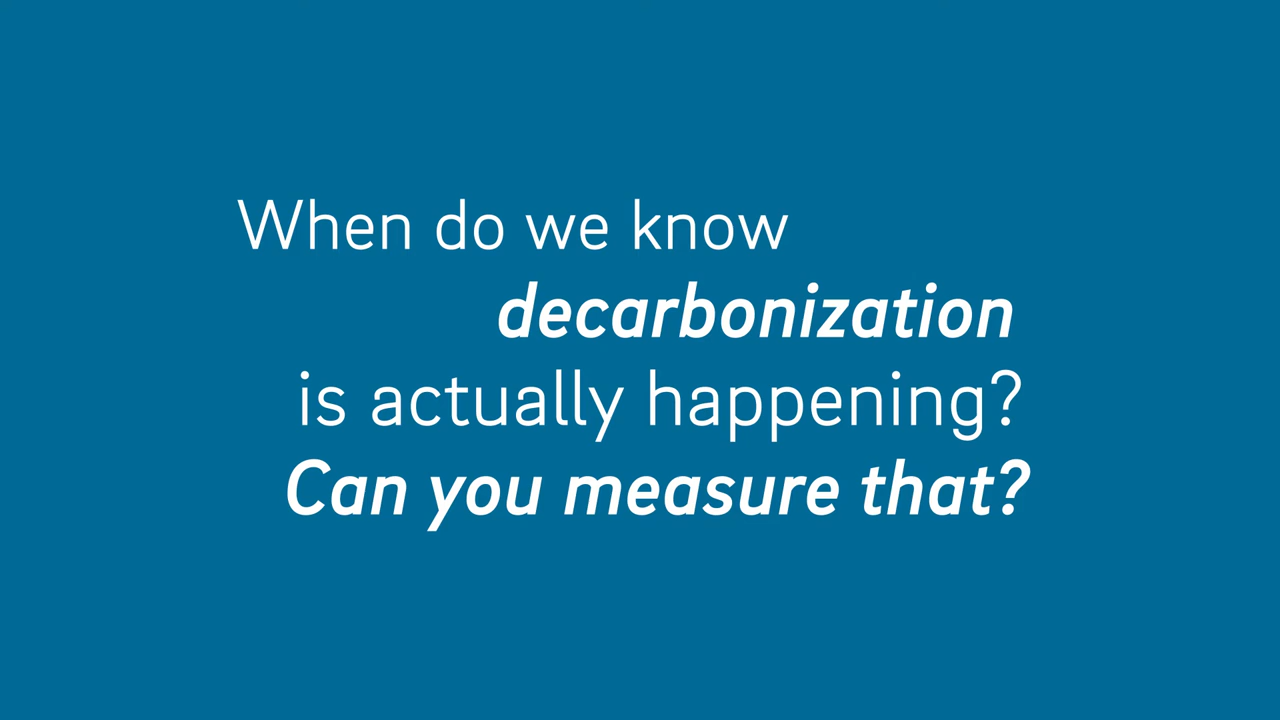 When do we know
decarbonization
is actually happening?
Can you measure that?